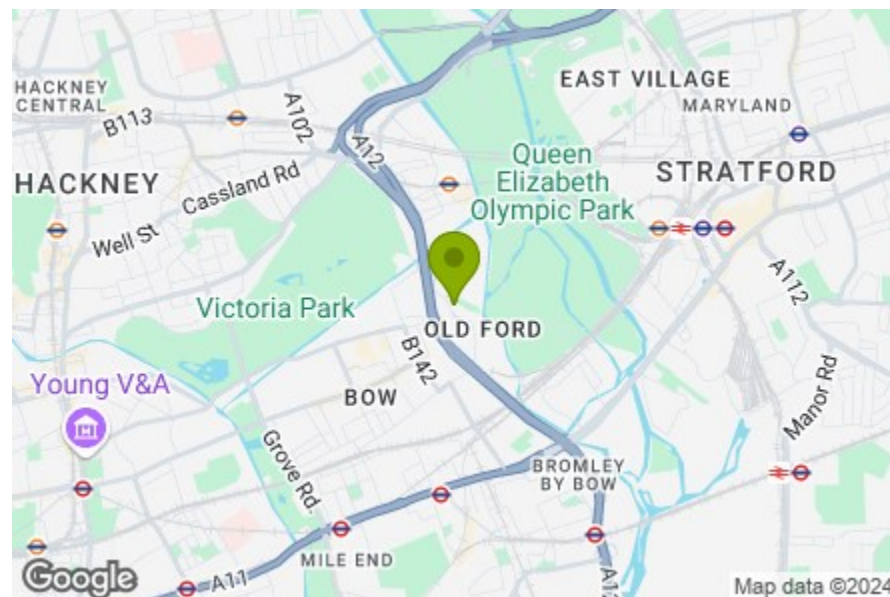 HACKNEY
CENTRAL
B113
A102
A12
EAST VILLAGE
MARYLAND
HACKNEY
Cassland Rd
Queen
Elizabeth
Olympic Park
STRATFORD
Well St
Victoria Park
A112
OLD FORD
B142
Young V&A
BOW
Manor Rd
Grove Rd.
BROMLEY
BY BOW
MILE END
Google
A11
A12
Map data ©2024